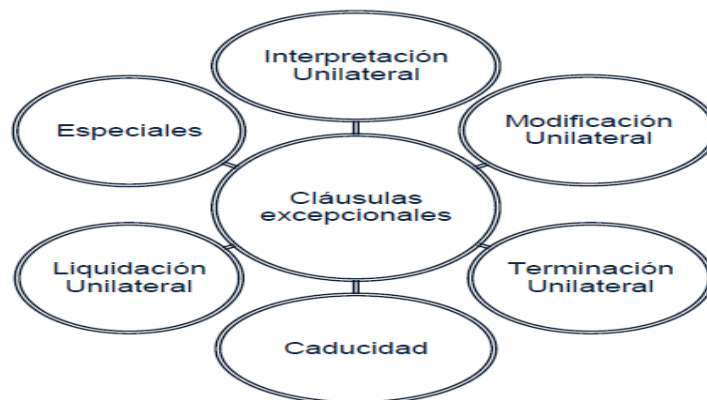 Interpretación
Unilateral
Especiales
Modificación
Unilateral
Cláusulas
excepcionales
Liquidación
Unilateral
Terminación
Unilateral
Caducidad